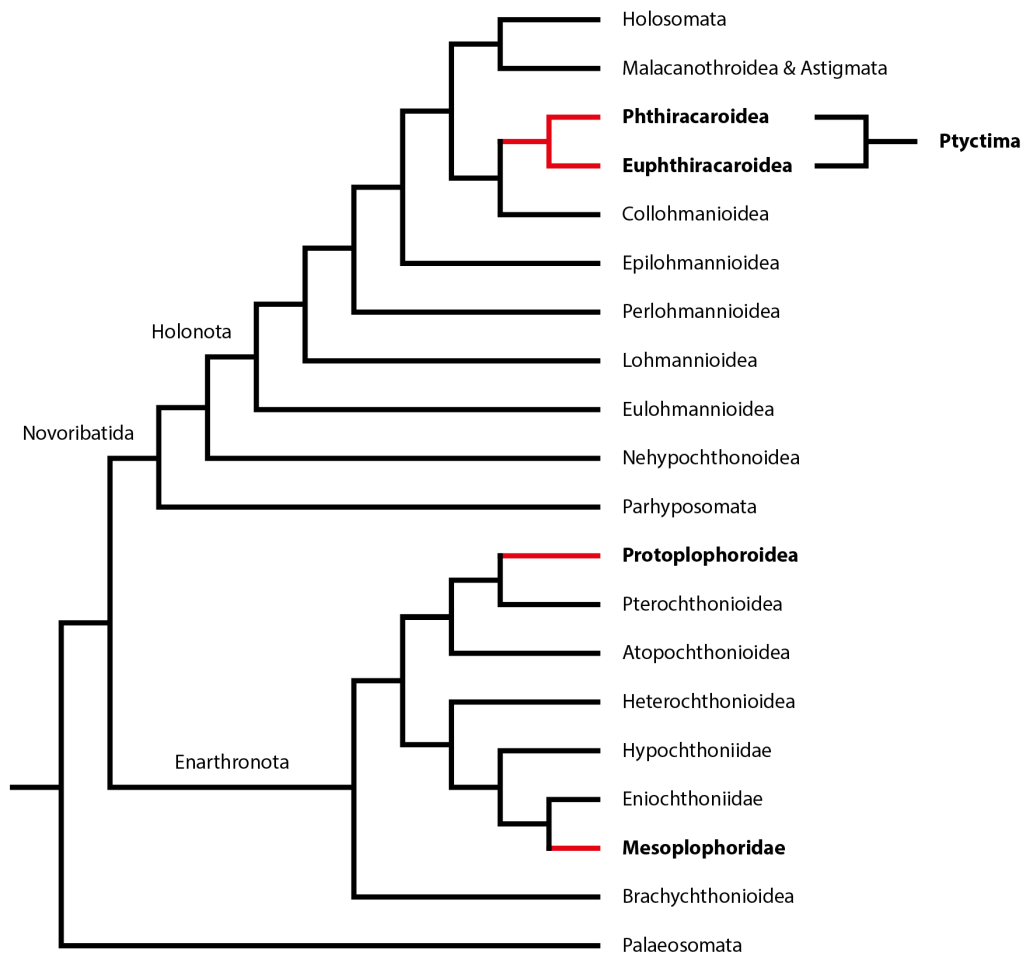 Holosomata
Malacanothroidea & Astigmata
Phthiracaroidea
Ptyctima
Euphthiracaroidea
Collohmanioidea
Epilohmannioidea
Perlohmannioidea
Holonota
Lohmannioidea
Eulohmannioidea
Novoribatida
Nehypochthonoidea
Parhyposomata
Protoplophoroidea
Pterochthonioidea
Atopochthonioidea
Heterochthonioidea
Hypochthoniidae
Enarthronota
Eniochthoniidae
Mesoplophoridae
Brachychthonioidea
Palaeosomata